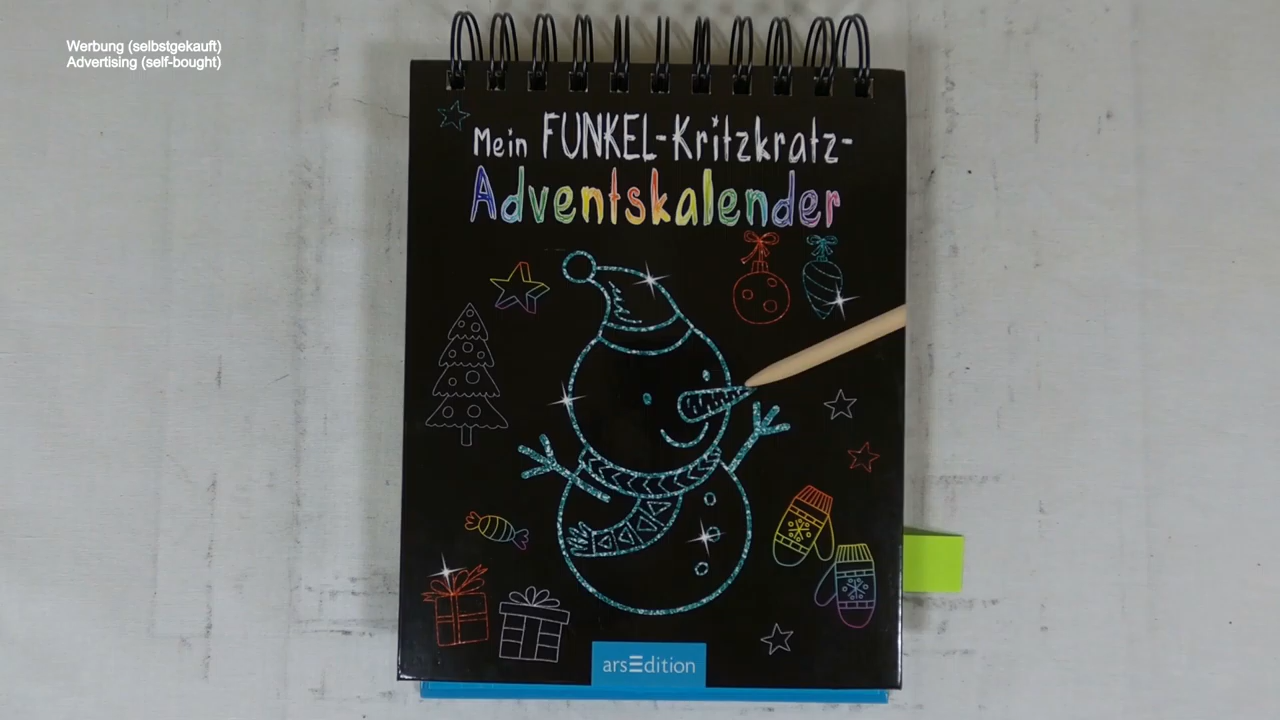 Werbung (selbstgekauft)
Advertising (self-bought)
Mein FUNKEL-Kritzkratz-
Adventskalender
arsEdition